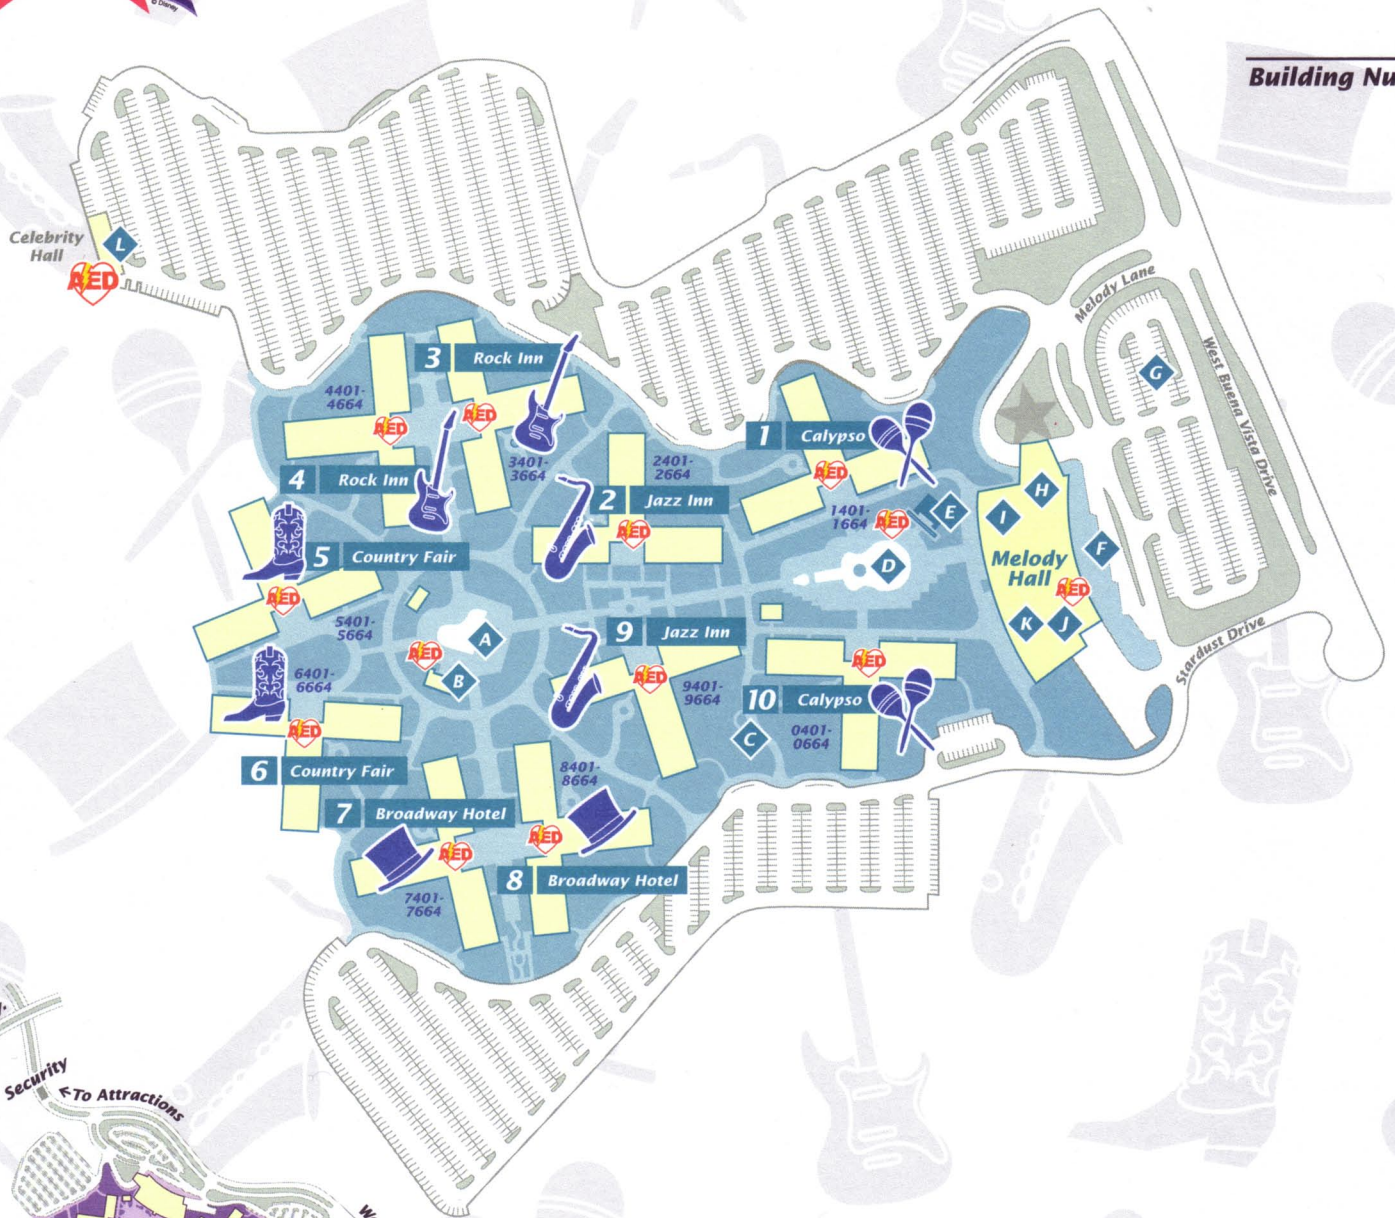 © Disney
Building Nu
Celebrity
Hall
L
AED
Melody Lane
West Buena Vista Drive
G
3 Rock Inn
4401-
4664
AED
AED
3401-
3664
4 Rock Inn
1 Calypso
AED
2401-
2664
2 Jazz Inn
AED
1401-
1664
AED
E
H
I
F
Melody
Hall
AED
K
J
D
5 Country Fair
AED
5401-
5664
A
AED
B
9 Jazz Inn
AED
9401-
9664
AED
Stardust Drive
6401-
6664
AED
10 Calypso
C
0401-
0664
6 Country Fair
8401-
8664
7 Broadway Hotel
AED
AED
8 Broadway Hotel
7401-
7664
Security
To Attractions